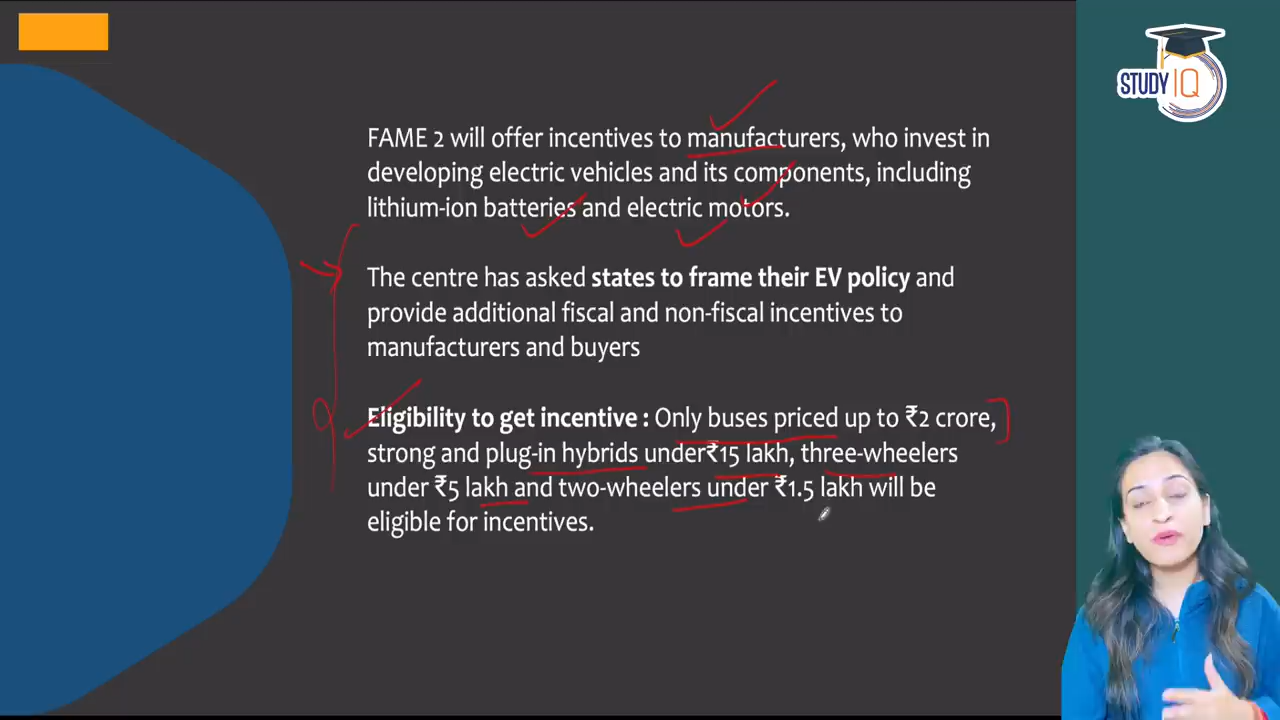 STUDY IQ
FAME 2 will offer incentives to manufacturers, who invest in
developing electric vehicles and its components, including
lithium-ion batteries and electric motors.
The centre has asked states to frame their EV policy and
provide additional fiscal and non-fiscal incentives to
manufacturers and buyers
Eligibility to get incentive : Only buses priced up to ₹2 crore,
strong and plug-in hybrids under₹15 lakh, three-wheelers
under ₹5 lakh and two-wheelers under ₹1.5 lakh will be
eligible for incentives.